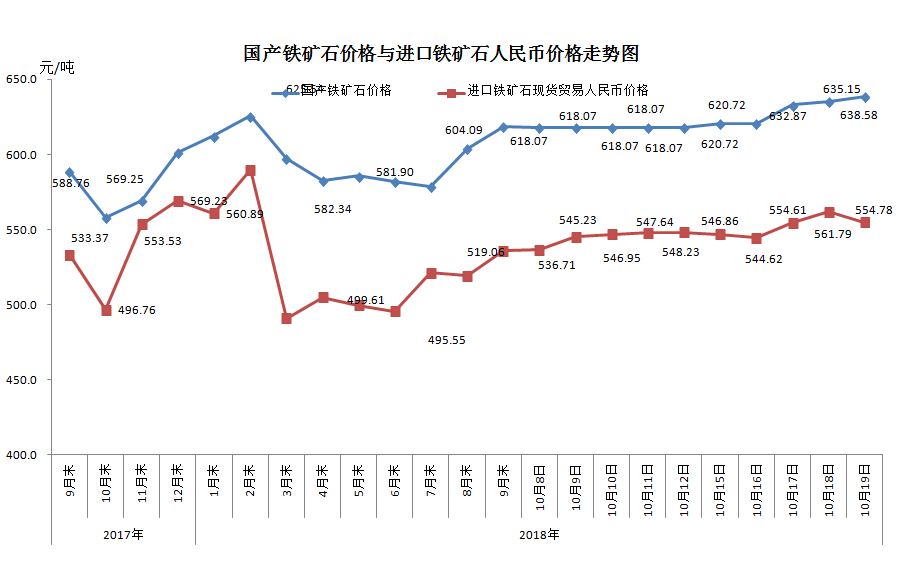 国产铁矿石价格与进口铁矿石人民币价格走势图
元/吨
国产铁矿石价格
进口铁矿石现货贸易人民币价格
650.0
600.0
550.0
500.0
450.0
400.0
588.76
569.25
582.34
581.90
604.09
618.07
618.07
618.07
618.07
618.07
620.72
620.72
632.87
635.15
638.58
533.37
496.76
553.53
569.23
560.89
499.61
495.55
519.06
536.71
545.23
546.95
547.64
548.23
546.86
544.62
554.61
561.79
554.78
9月末
10月末
11月末
12月末
1月末
2月末
3月末
4月末
5月末
6月末
7月末
8月末
9月末
10月8日
10月9日
10月10日
10月11日
10月12日
10月15日
10月16日
10月17日
10月18日
10月19日
2017年
2018年